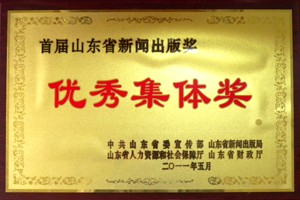 首届山东省新闻出版奖
优秀集体奖
中共山东省委宣传部 山东省新闻出版局
山东省人力资源和社会保障厅 山东省财政厅
二〇一一年五月